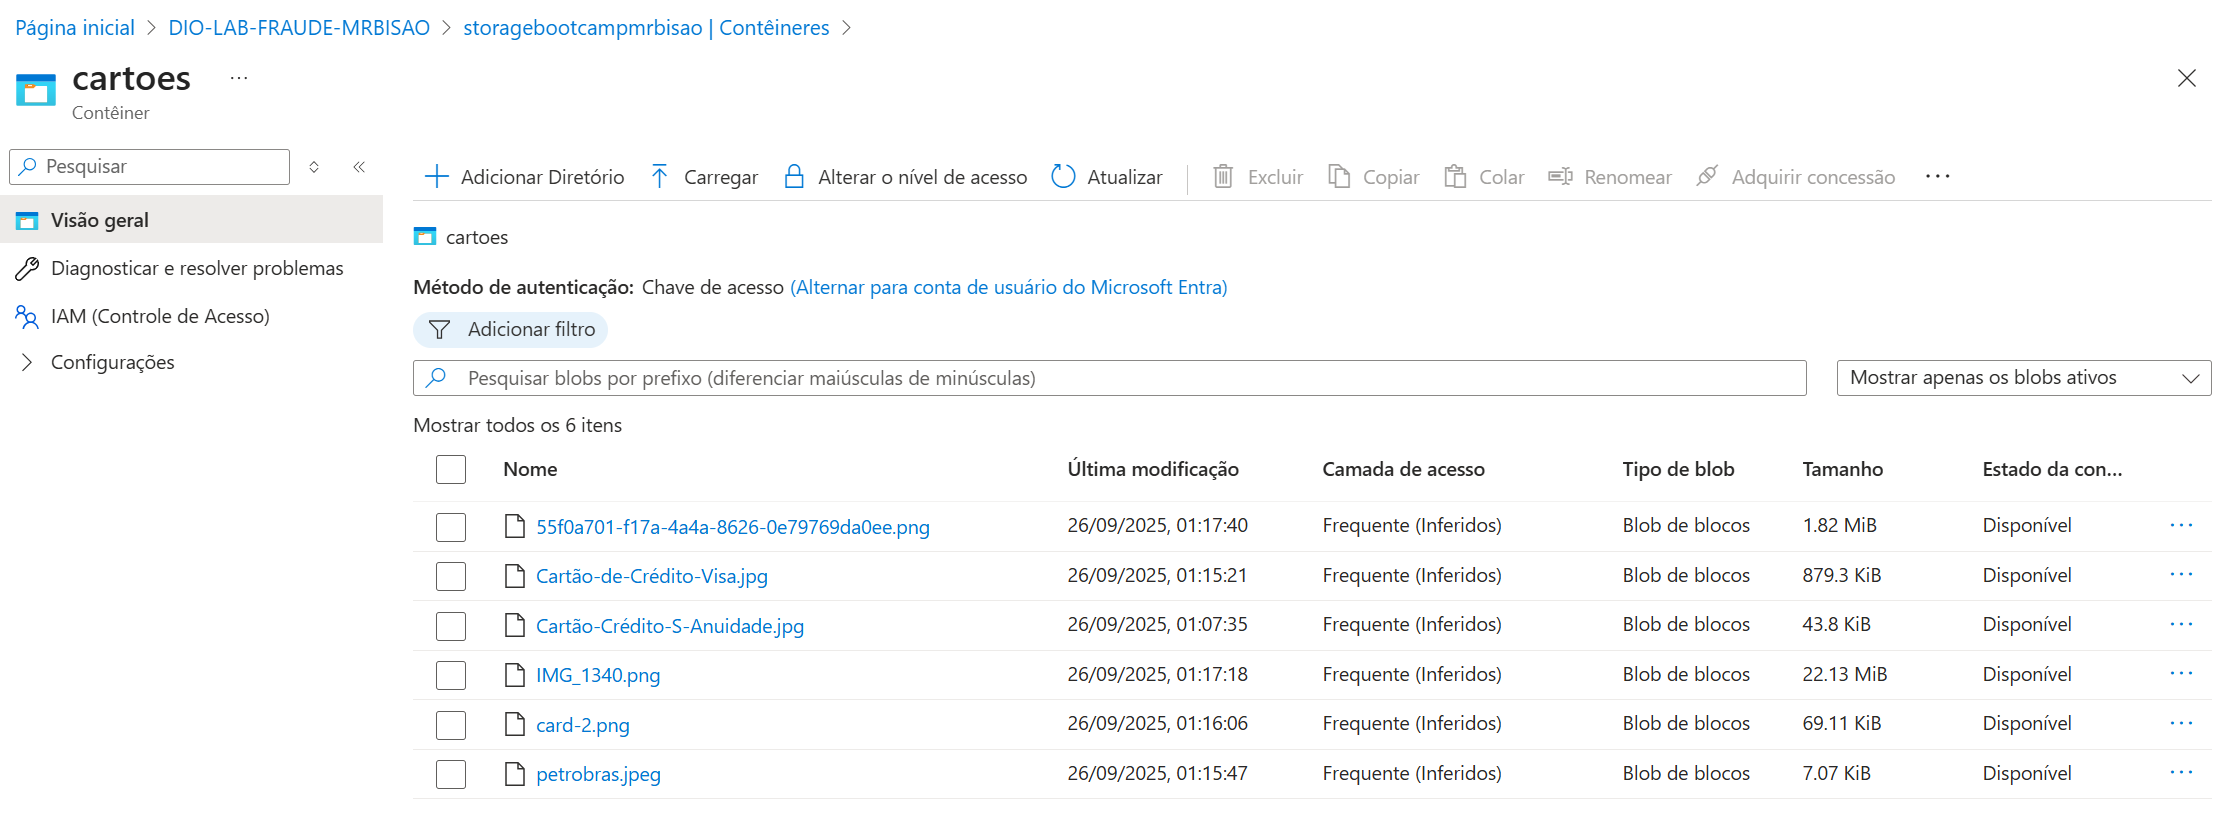 Página inicial > DIO-LAB-FRAUDE-MRBISAO > storagebootcampmrbisao | Contêineres >
cartoes ...
Contêiner
Pesquisar
Visão geral
Diagnosticar e resolver problemas
IAM (Controle de Acesso)
Configurações
Adicionar Diretório Carregar Alterar o nível de acesso Atualizar Excluir Copiar Colar Renomear Adquirir concessão ...
cartoes
Método de autenticação: Chave de acesso (Alternar para conta de usuário do Microsoft Entra)
Adicionar filtro
Pesquisar blobs por prefixo (diferenciar maiúsculas de minúsculas) Mostrar apenas os blobs ativos
Mostrar todos os 6 itens
Nome Última modificação Camada de acesso Tipo de blob Tamanho Estado da con...
55f0a701-f17a-4a4a-8626-0e79769da0ee.png 26/09/2025, 01:17:40 Frequente (Inferidos) Blob de blocos 1.82 MiB Disponível ...
Cartão-de-Crédito-Visa.jpg 26/09/2025, 01:15:21 Frequente (Inferidos) Blob de blocos 879.3 KiB Disponível ...
Cartão-Crédito-S-Anuidade.jpg 26/09/2025, 01:07:35 Frequente (Inferidos) Blob de blocos 43.8 KiB Disponível ...
IMG_1340.png 26/09/2025, 01:17:18 Frequente (Inferidos) Blob de blocos 22.13 MiB Disponível ...
card-2.png 26/09/2025, 01:16:06 Frequente (Inferidos) Blob de blocos 69.11 KiB Disponível ...
petrobras.jpeg 26/09/2025, 01:15:47 Frequente (Inferidos) Blob de blocos 7.07 KiB Disponível ...